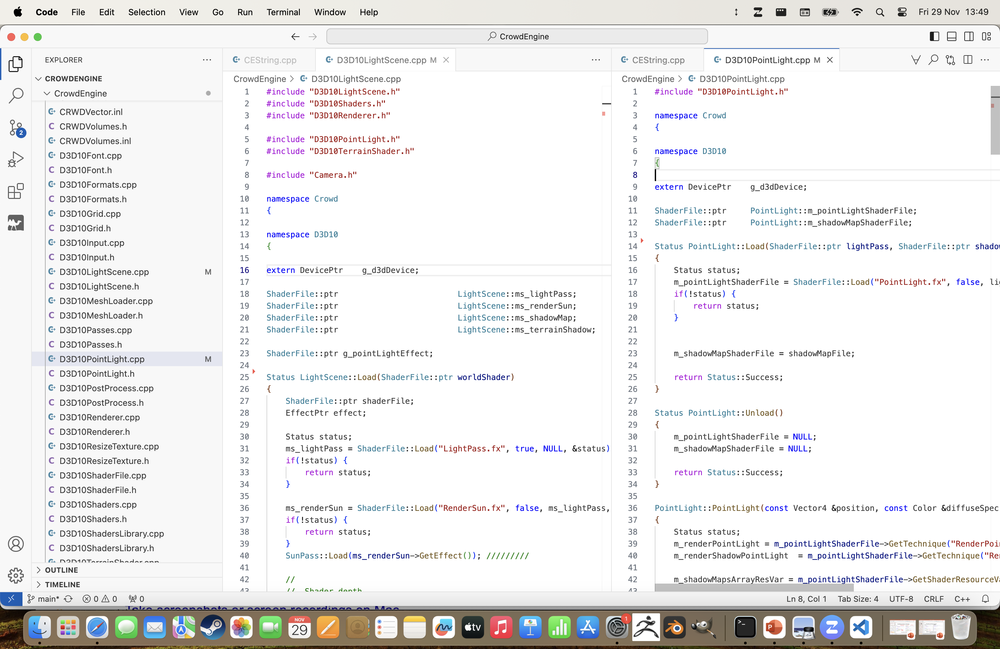 Code File Edit Selection View Go Run Terminal Window Help Fri 29 Nov 13:49
CrowdEngine
EXPLORER
CROWDENGINE
CrowdEngine
CRWDVector.inl
CRWDVolumes.h
CRWDVolumes.inl
D3D10Font.cpp
D3D10Font.h
D3D10Formats.cpp
D3D10Formats.h
D3D10Grid.cpp
D3D10Grid.h
D3D10Input.cpp
D3D10Input.h
D3D10LightScene.cpp M
D3D10LightScene.h
D3D10MeshLoader.cpp
D3D10MeshLoader.h
D3D10Passes.cpp
D3D10Passes.h
D3D10PointLight.cpp M
D3D10PointLight.h
D3D10PostProcess.cpp
D3D10PostProcess.h
D3D10Renderer.cpp
D3D10Renderer.h
D3D10ResizeTexture.cpp
D3D10ResizeTexture.h
D3D10ShaderFile.cpp
D3D10ShaderFile.h
D3D10Shaders.cpp
D3D10Shaders.h
D3D10ShadersLibrary.cpp
D3D10ShadersLibrary.h
D3D10TerrainShader.cpp
OUTLINE
TIMELINE
2
CEString.cpp D3D10LightScene.cpp M
CrowdEngine > D3D10LightScene.cpp
1 #include "D3D10LightScene.h"
2 #include "D3D10Shaders.h"
3 #include "D3D10Renderer.h"
4
5 #include "D3D10PointLight.h"
6 #include "D3D10TerrainShader.h"
7
8 #include "Camera.h"
9
10 namespace Crowd
11 {
12
13 namespace D3D10
14 {
15
16 extern DevicePtr    g_d3dDevice;
17
18 ShaderFile::ptr                         LightScene::ms_lightPass;
19 ShaderFile::ptr                         LightScene::ms_renderSun;
20 ShaderFile::ptr                         LightScene::ms_shadowMap;
21 ShaderFile::ptr                         LightScene::ms_terrainShadow;
22
23 ShaderFile::ptr g_pointLightEffect;
24
25 Status LightScene::Load(ShaderFile::ptr worldShader)
26 {
27     ShaderFile::ptr shaderFile;
28     EffectPtr effect;
29
30     Status status;
31     ms_lightPass = ShaderFile::Load("LightPass.fx", true, NULL, &status)
32     if(!status) {
33         return status;
34     }
35
36     ms_renderSun = ShaderFile::Load("RenderSun.fx", false, ms_lightPass,
37     if(!status) {
38         return status;
39     }
40     SunPass::Load(ms_renderSun->GetEffect()); /////////
41
42     //
43     //  Shader depth
CEString.cpp D3D10PointLight.cpp M
CrowdEngine > D3D10PointLight.cpp
1 #include "D3D10PointLight.h"
2
3 namespace Crowd
4 {
5
6 namespace D3D10
7 {
8
9 extern DevicePtr    g_d3dDevice;
10
11 ShaderFile::ptr     PointLight::m_pointLightShaderFile;
12 ShaderFile::ptr     PointLight::m_shadowMapShaderFile;
13
14 Status PointLight::Load(ShaderFile::ptr lightPass, ShaderFile::ptr shadow
15 {
16     Status status;
17     m_pointLightShaderFile = ShaderFile::Load("PointLight.fx", false, lig
18     if(!status) {
19         return status;
20     }
21
22
23     m_shadowMapShaderFile = shadowMapFile;
24
25     return Status::Success;
26 }
27
28 Status PointLight::Unload()
29 {
30     m_pointLightShaderFile = NULL;
31     m_shadowMapShaderFile = NULL;
32
33     return Status::Success;
34 }
35
36 PointLight::PointLight(const Vector4 &position, const Color &diffuseSpec
37 {
38     Status status;
39     m_renderPointLight = m_pointLightShaderFile->GetTechnique("RenderPoi
40     m_renderShadowPointLight  = m_pointLightShaderFile->GetTechnique("Re
41
42     m_shadowMapsArrayResVar = m_pointLightShaderFile->GetShaderResourceVa
43
main* 0 0 0 Ln 8, Col 1 Tab Size: 4 UTF-8 CRLF C++
Take screenshots or screen recordings on Mac
NOV
29
tv
1